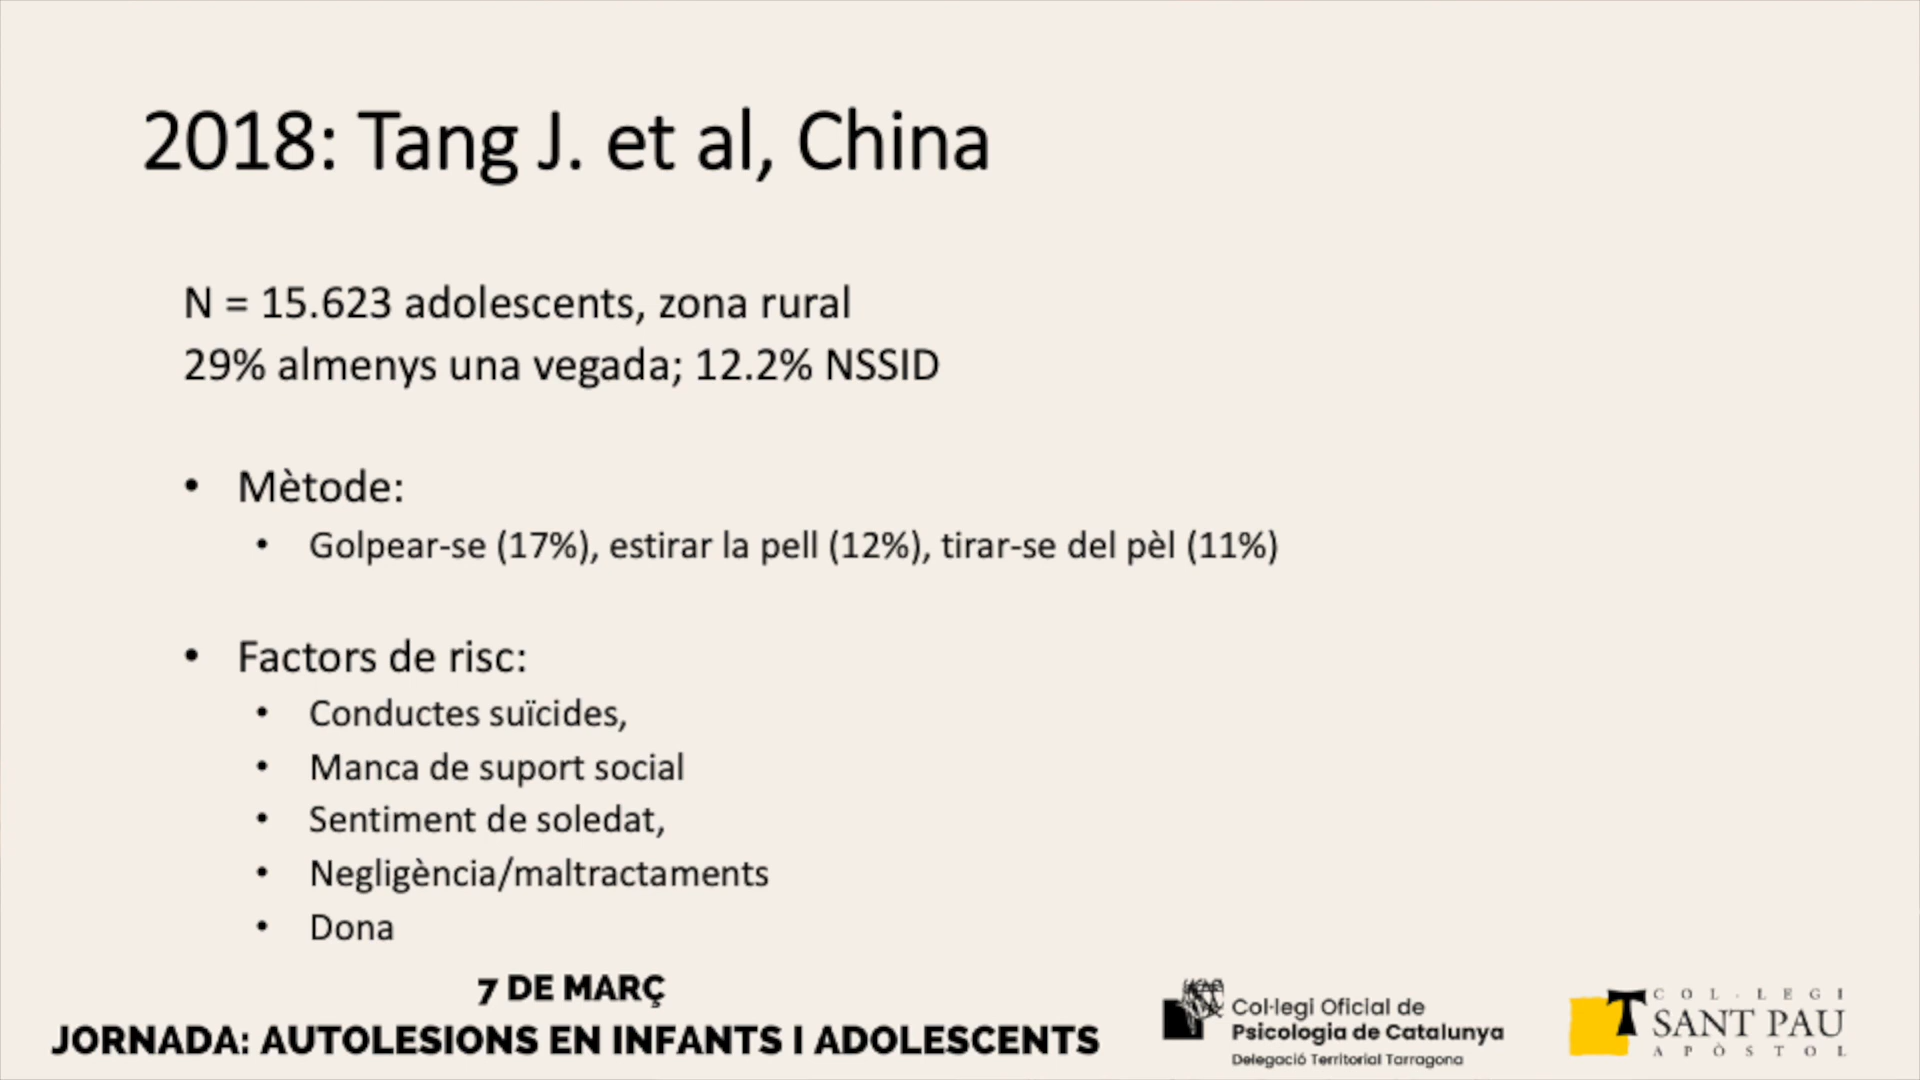 2018: Tang J. et al, China
N = 15.623 adolescents, zona rural
29% almenys una vegada; 12.2% NSSID
• Mètode:
• Golpear-se (17%), estirar la pell (12%), tirar-se del pèl (11%)
• Factors de risc:
• Conductes suïcides,
• Manca de suport social
• Sentiment de soledat,
• Negligència/maltractaments
• Dona
7 DE MARÇ
JORNADA: AUTOLESIONS EN INFANTS I ADOLESCENTS
Col·legi Oficial de
Psicologia de Catalunya
Delegació Territorial Tarragona
COL·LEGI
SANT PAU
APÒSTOL